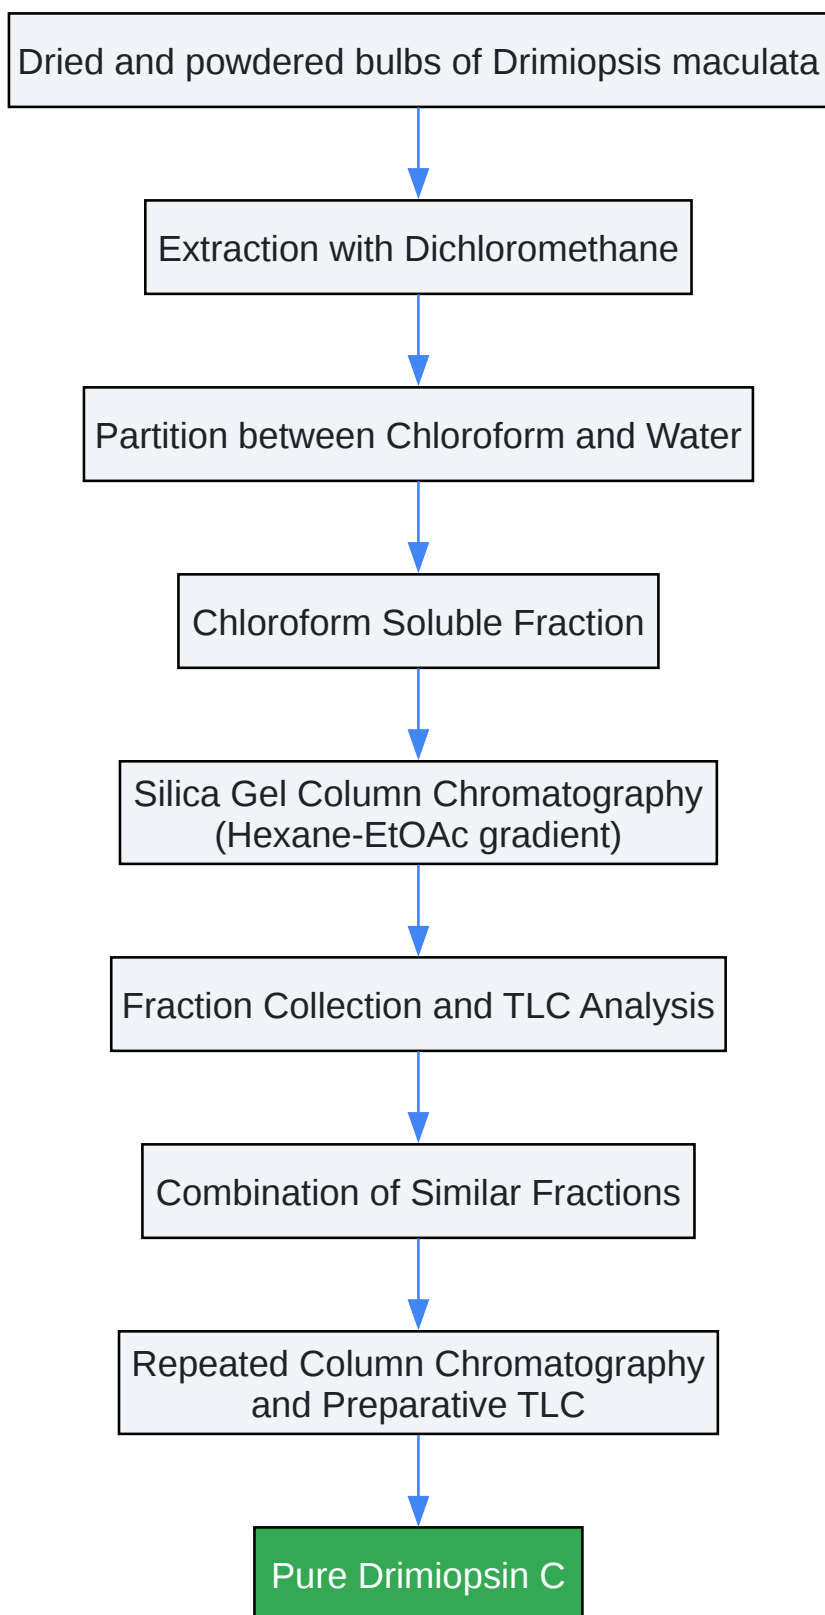 Dried and powdered bulbs of Drimiopsis maculata
Extraction with Dichloromethane
Partition between Chloroform and Water
Chloroform Soluble Fraction
Silica Gel Column Chromatography
(Hexane-EtOAc gradient)
Fraction Collection and TLC Analysis
Combination of Similar Fractions
Repeated Column Chromatography
and Preparative TLC
Pure Drimiopsin C